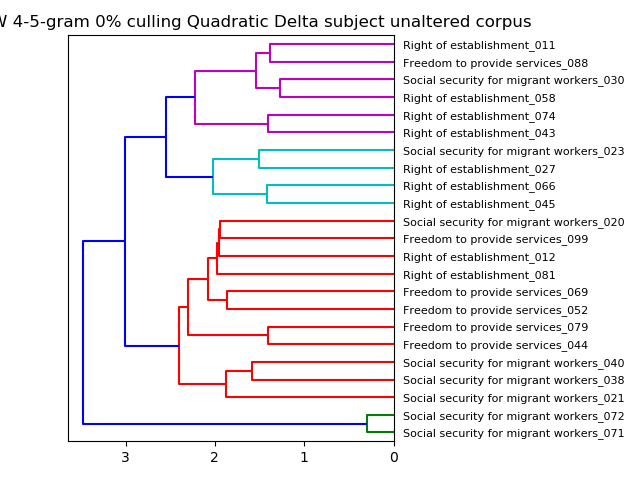 4-5-gram 0% culling Quadratic Delta subject unaltered corpus
Right of establishment_011
Freedom to provide services_088
Social security for migrant workers_030
Right of establishment_058
Right of establishment_074
Right of establishment_043
Social security for migrant workers_023
Right of establishment_027
Right of establishment_066
Right of establishment_045
Social security for migrant workers_020
Freedom to provide services_099
Right of establishment_012
Right of establishment_081
Freedom to provide services_069
Freedom to provide services_052
Freedom to provide services_079
Freedom to provide services_044
Social security for migrant workers_040
Social security for migrant workers_038
Social security for migrant workers_021
Social security for migrant workers_072
Social security for migrant workers_071
3 2 1 0